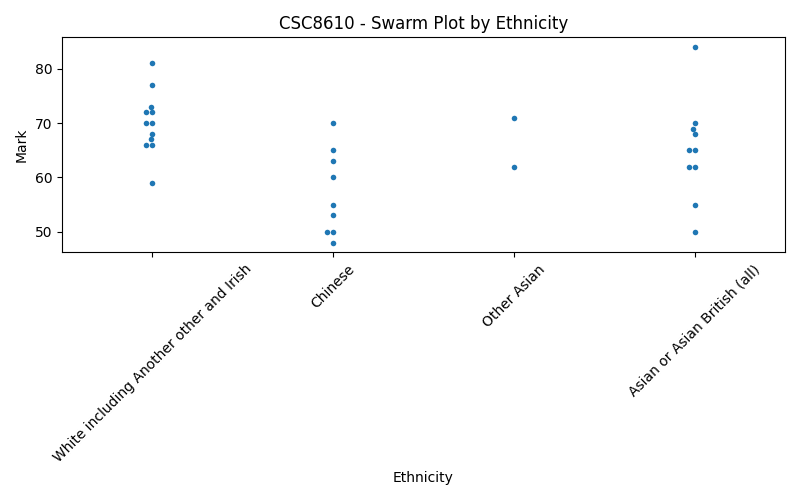 CSC8610 - Swarm Plot by Ethnicity
80
70
60
50
Mark
White including Another other and Irish
Chinese
Other Asian
Asian or Asian British (all)
Ethnicity